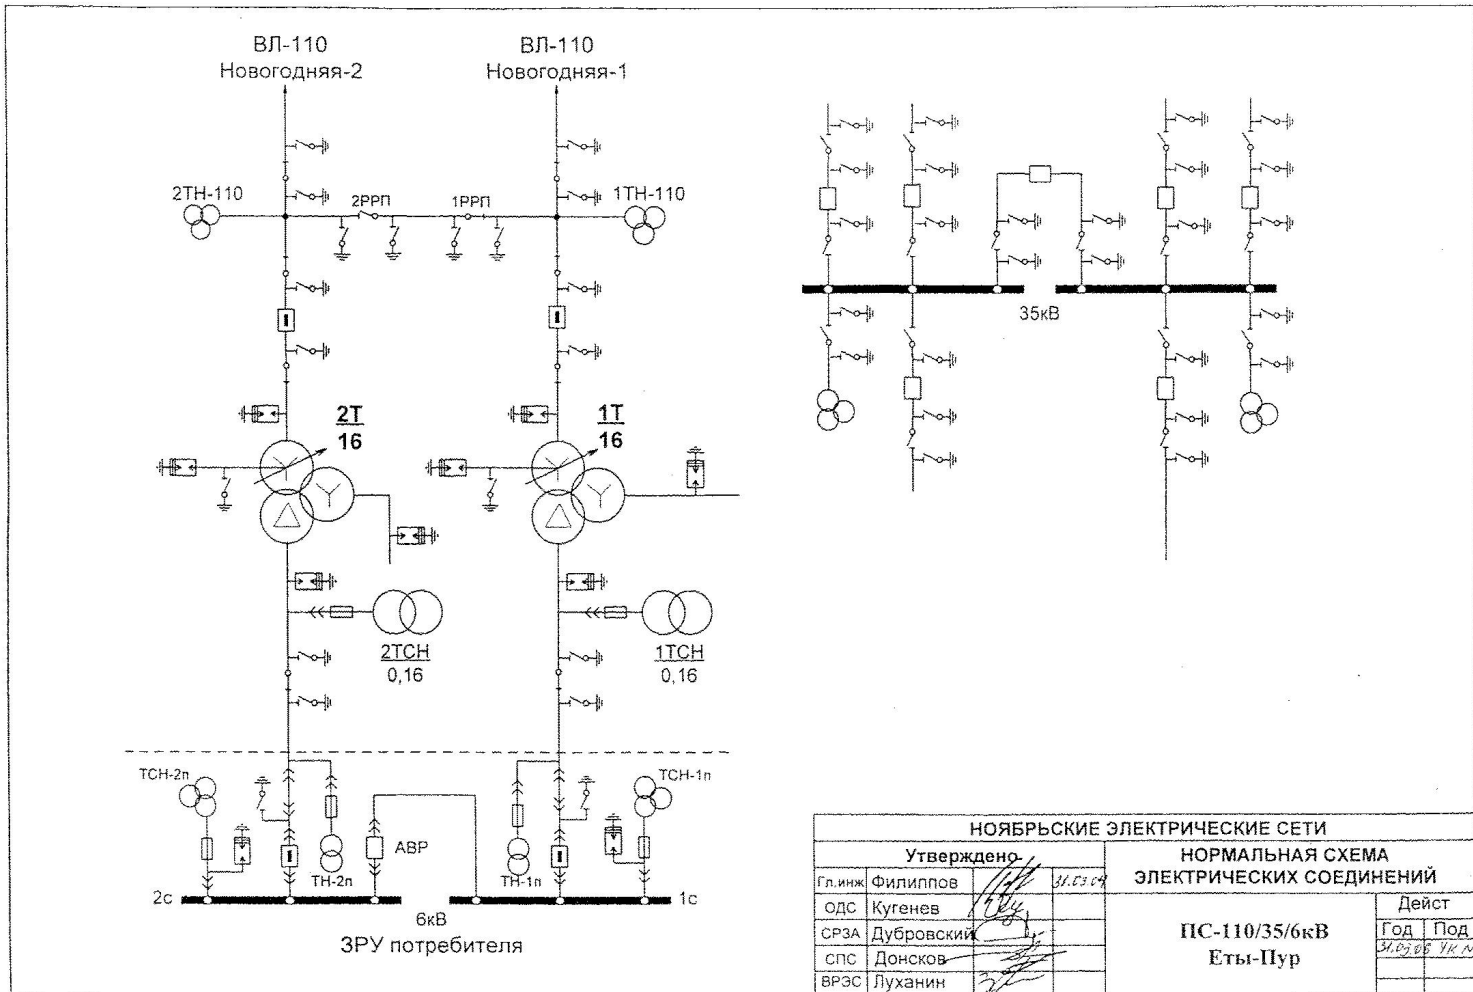 ВЛ-110
Новогодняя-2
ВЛ-110
Новогодняя-1
2ТН-110
2РРП
1РРП
1ТН-110
35кВ
2Т
16
1Т
16
2ТСН
0,16
1ТСН
0,16
ТСН-2п
ТСН-1п
АВР
ТН-2п
ТН-1п
2с
1с
6кВ
ЗРУ потребителя
НОЯБРЬСКИЕ ЭЛЕКТРИЧЕСКИЕ СЕТИ
Утверждено
НОРМАЛЬНАЯ СХЕМА
ЭЛЕКТРИЧЕСКИХ СОЕДИНЕНИЙ
Гл.инж Филиппов
ОДС Кугенев
СРЗА Дубровский
СПС Донсков
ВРЭС Луханин
ПС-110/35/6кВ
Еты-Пур
Дейст
Год Под